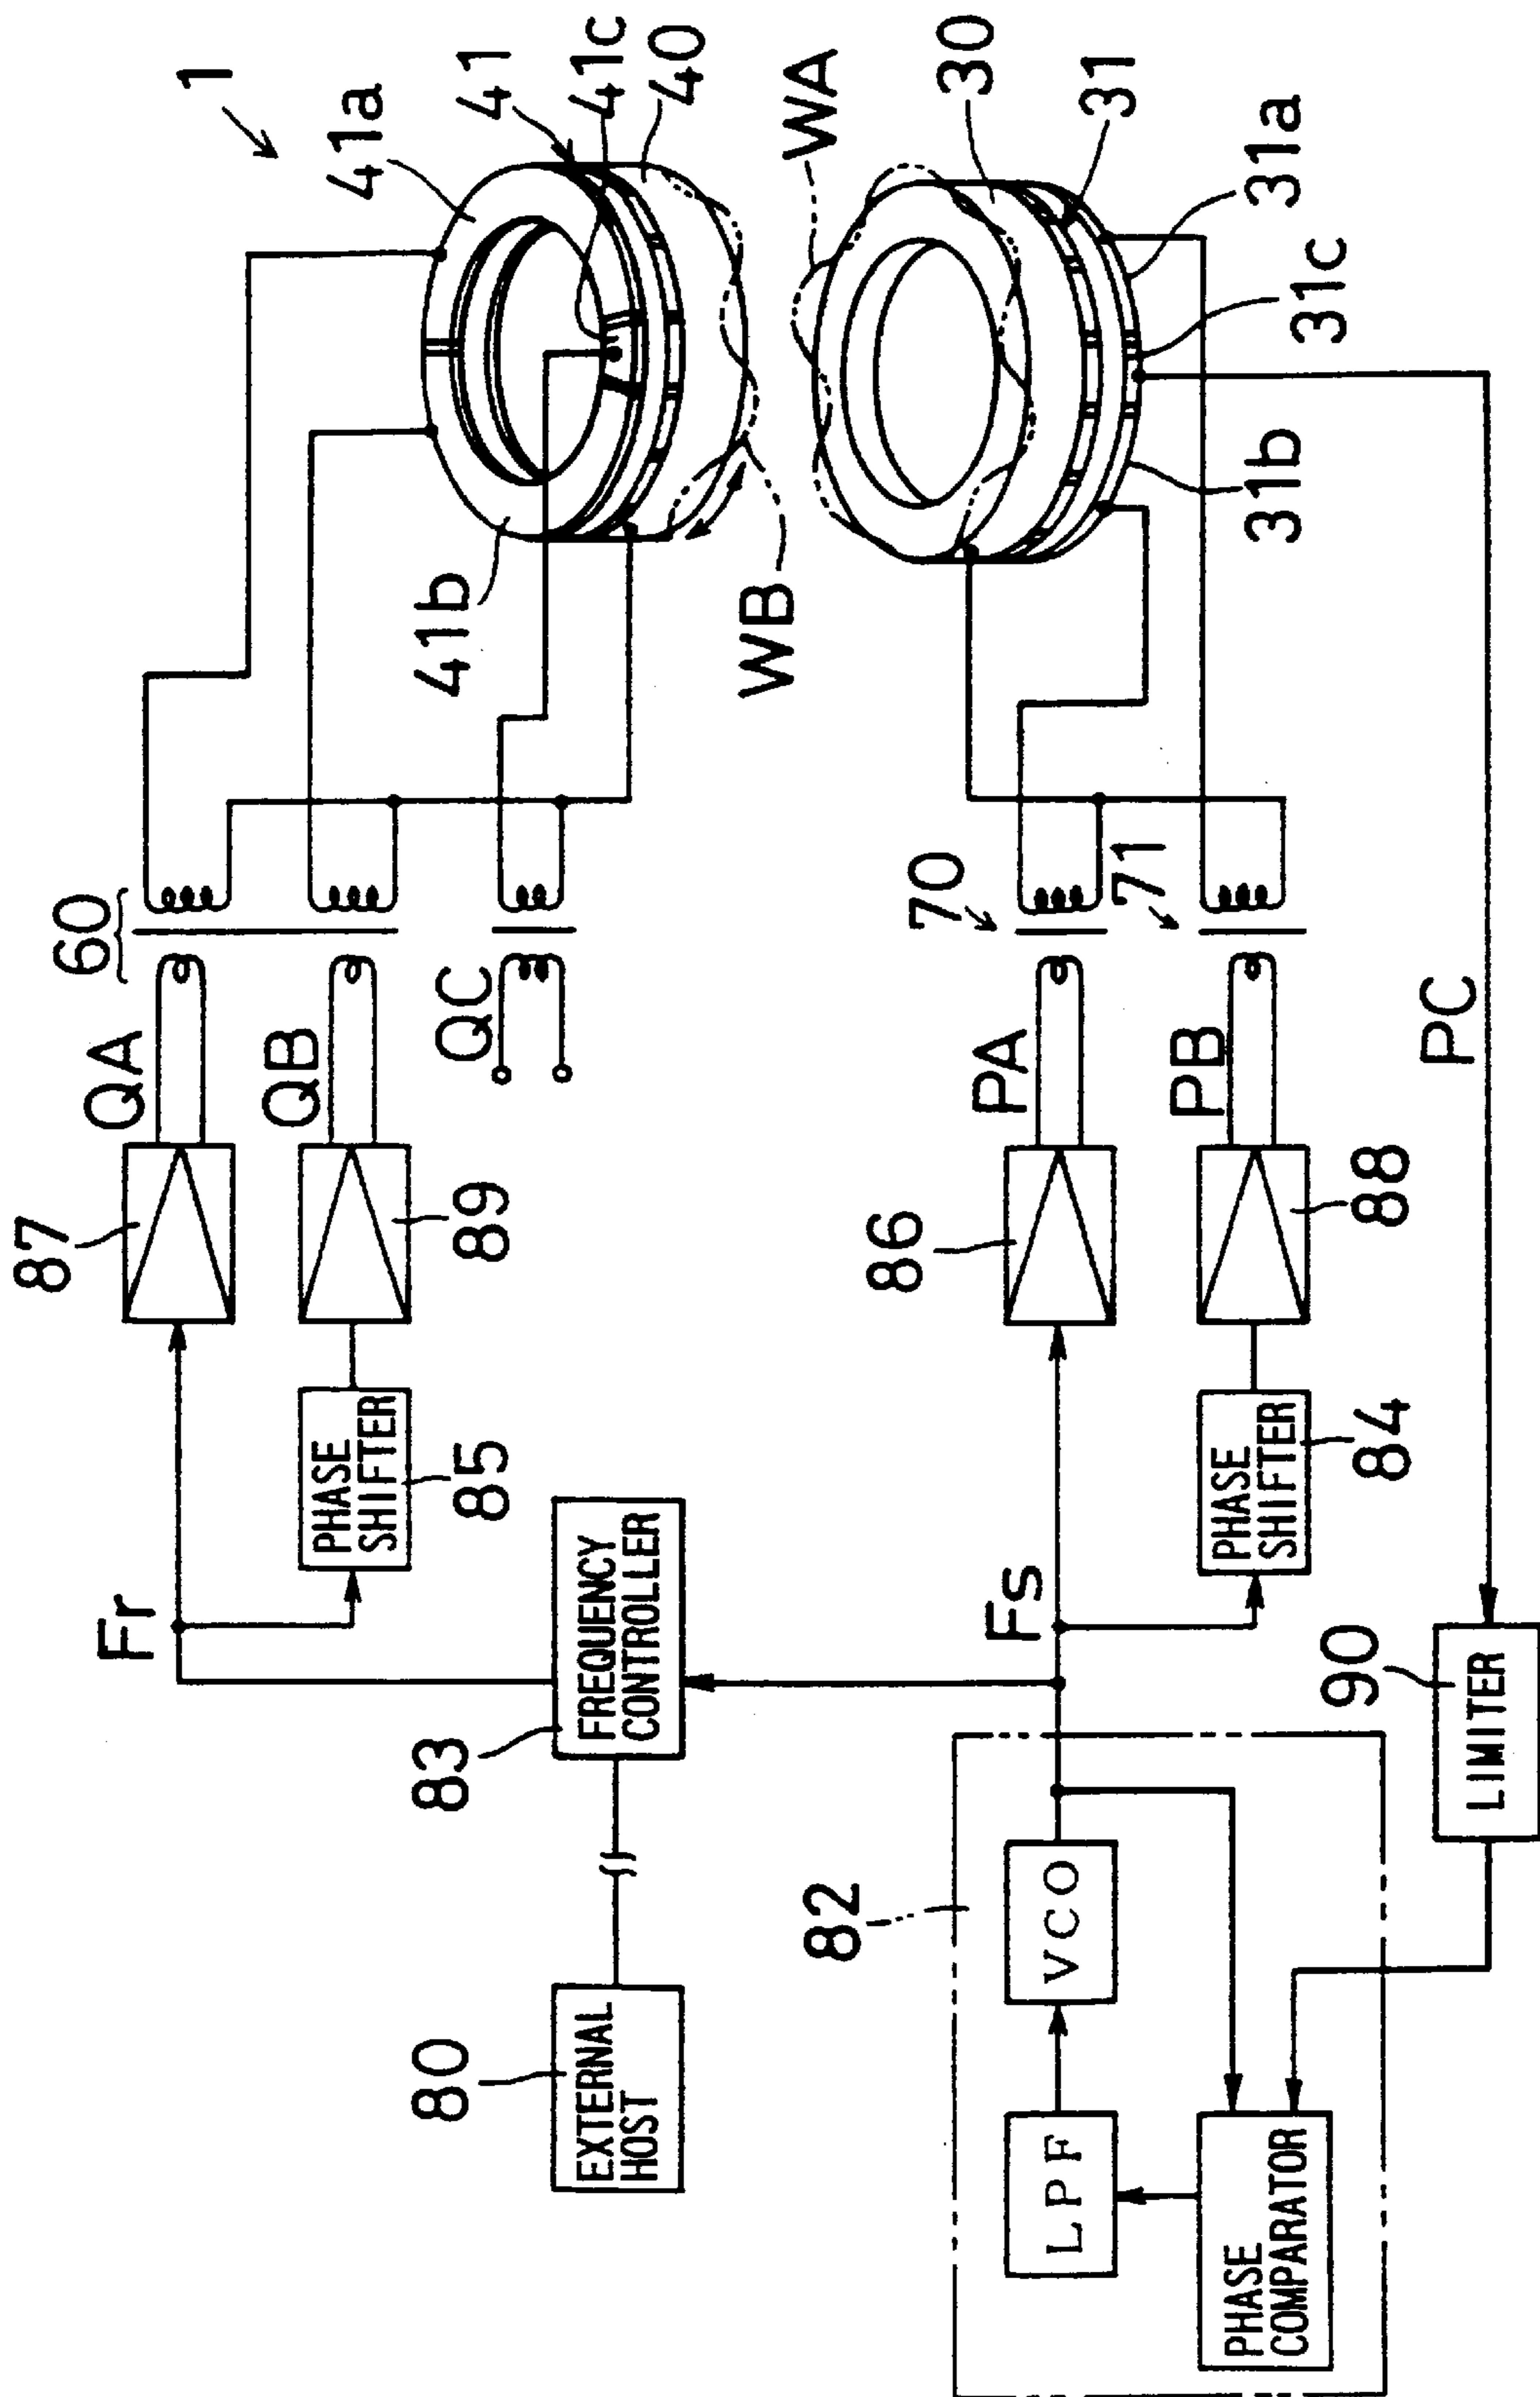 1
41a
41
41c
40
41b
WB
WA
30
31
31a
31c
31b
60
QA
QB
QC
70
71
PA
PB
PC
87
89
86
88
PHASE
SHIFTER
85
PHASE
SHIFTER
84
Fr
Fs
FREQUENCY
CONTROLLER
83
EXTERNAL
HOST
80
82
VCO
LPF
PHASE
COMPARATOR
LIMITER
90